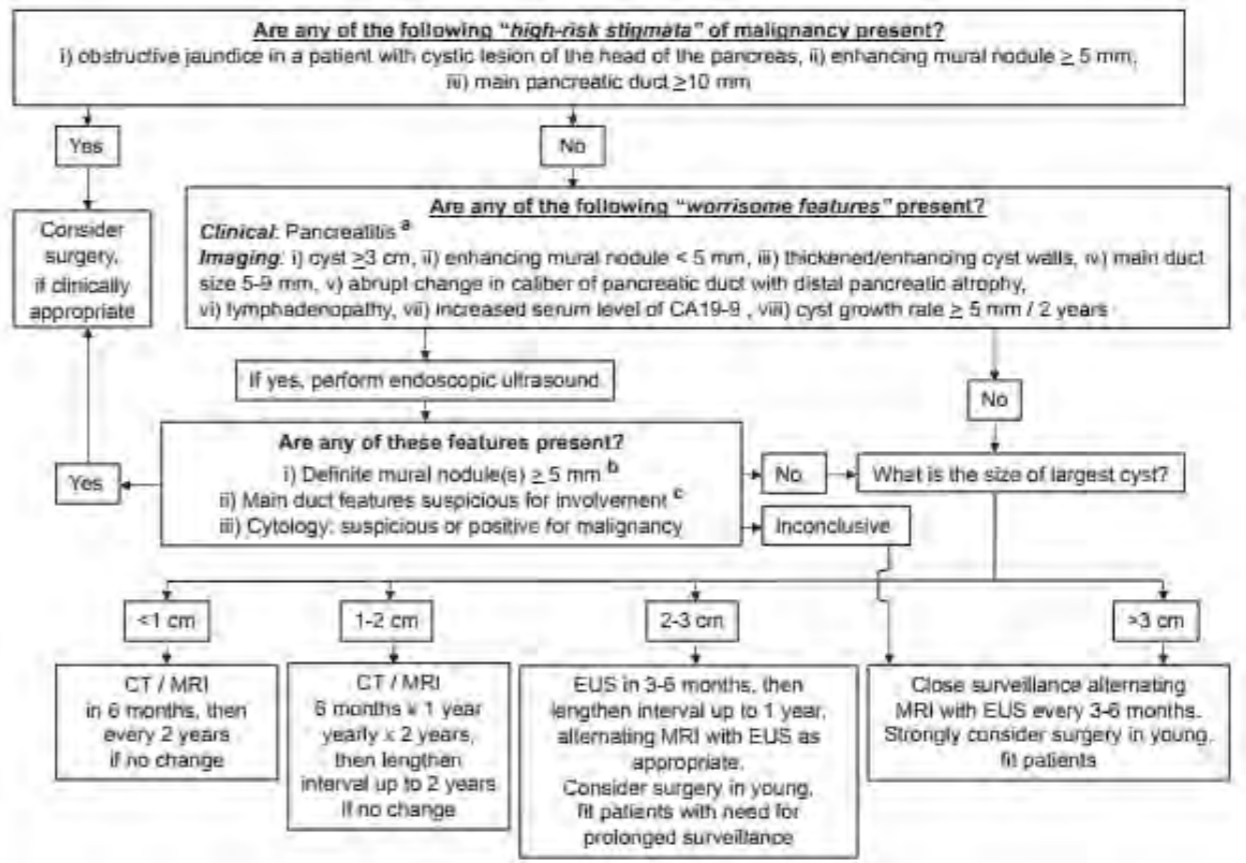 Are any of the following "high-risk stigmata" of malignancy present?
i) obstructive jaundice in a patient with cystic lesion of the head of the pancreas, ii) enhancing mural nodule ≥ 5 mm,
iii) main pancreatic duct ≥10 mm
Yes
No
Consider
surgery,
if clinically
appropriate
Are any of the following "worrisome features" present?
Clinical: Pancreatitis a
Imaging: i) cyst ≥3 cm, ii) enhancing mural nodule < 5 mm, iii) thickened/enhancing cyst walls, iv) main duct
size 5-9 mm, v) abrupt change in caliber of pancreatic duct with distal pancreatic atrophy,
vi) lymphadenopathy, vii) increased serum level of CA19-9 , viii) cyst growth rate ≥ 5 mm / 2 years
If yes, perform endoscopic ultrasound
No
Are any of these features present?
i) Definite mural nodule(s) ≥ 5 mm b
ii) Main duct features suspicious for involvement c
iii) Cytology: suspicious or positive for malignancy
Yes
No
What is the size of largest cyst?
Inconclusive
<1 cm
1-2 cm
2-3 cm
>3 cm
CT / MRI
in 6 months, then
every 2 years
if no change
CT / MRI
6 months x 1 year
yearly x 2 years,
then lengthen
interval up to 2 years
if no change
EUS in 3-6 months, then
lengthen interval up to 1 year,
alternating MRI with EUS as
appropriate.
Consider surgery in young,
fit patients with need for
prolonged surveillance
Close surveillance alternating
MRI with EUS every 3-6 months.
Strongly consider surgery in young,
fit patients